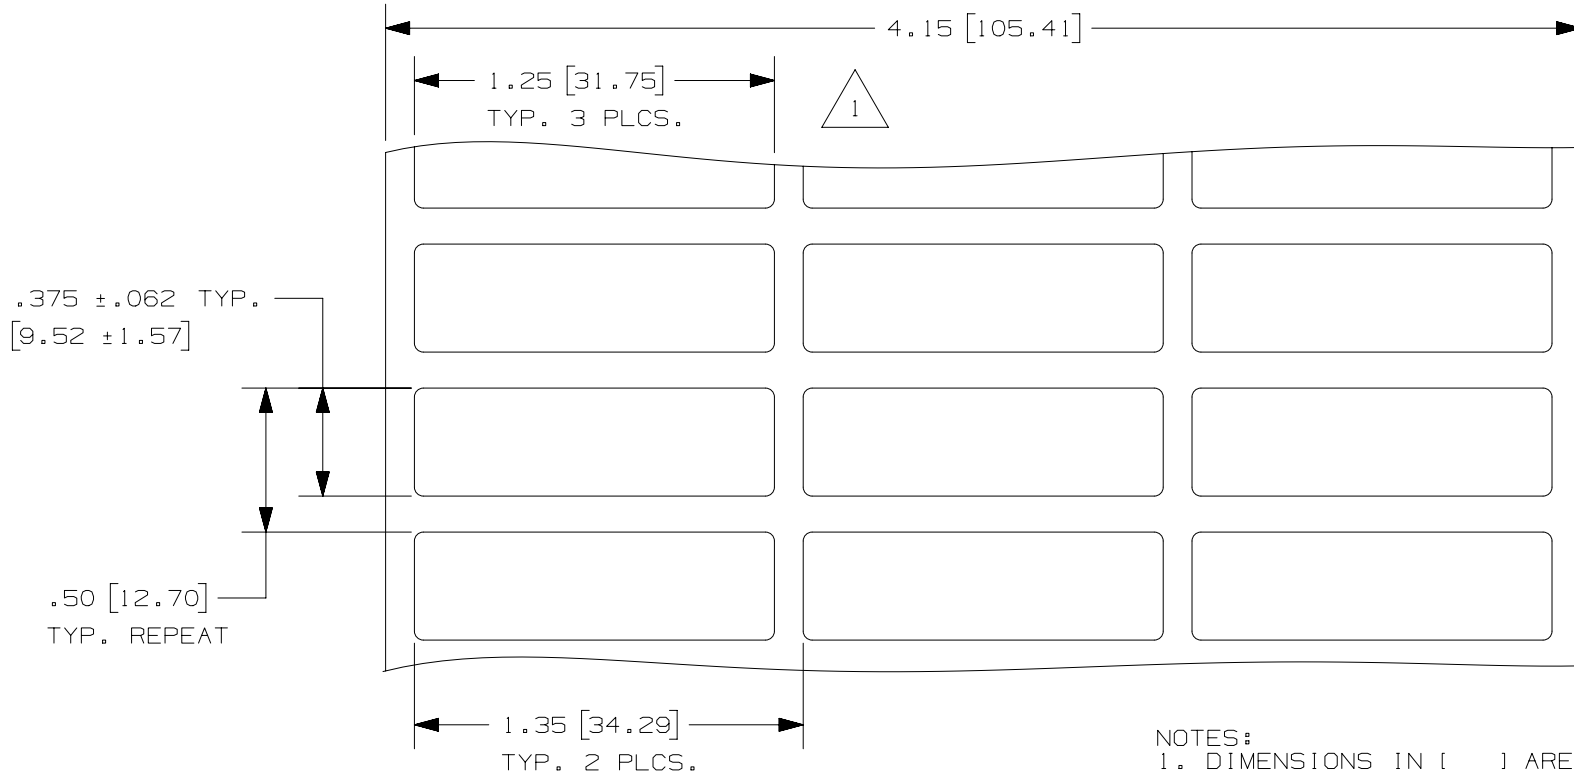 4.15 [105.41]
1.25 [31.75]
TYP. 3 PLCS.
1
.375 ±.062 TYP.
[9.52 ±1.57]
.50 [12.70]
TYP. REPEAT
1.35 [34.29]
TYP. 2 PLCS.
NOTES:
1. DIMENSIONS IN [ ] ARE